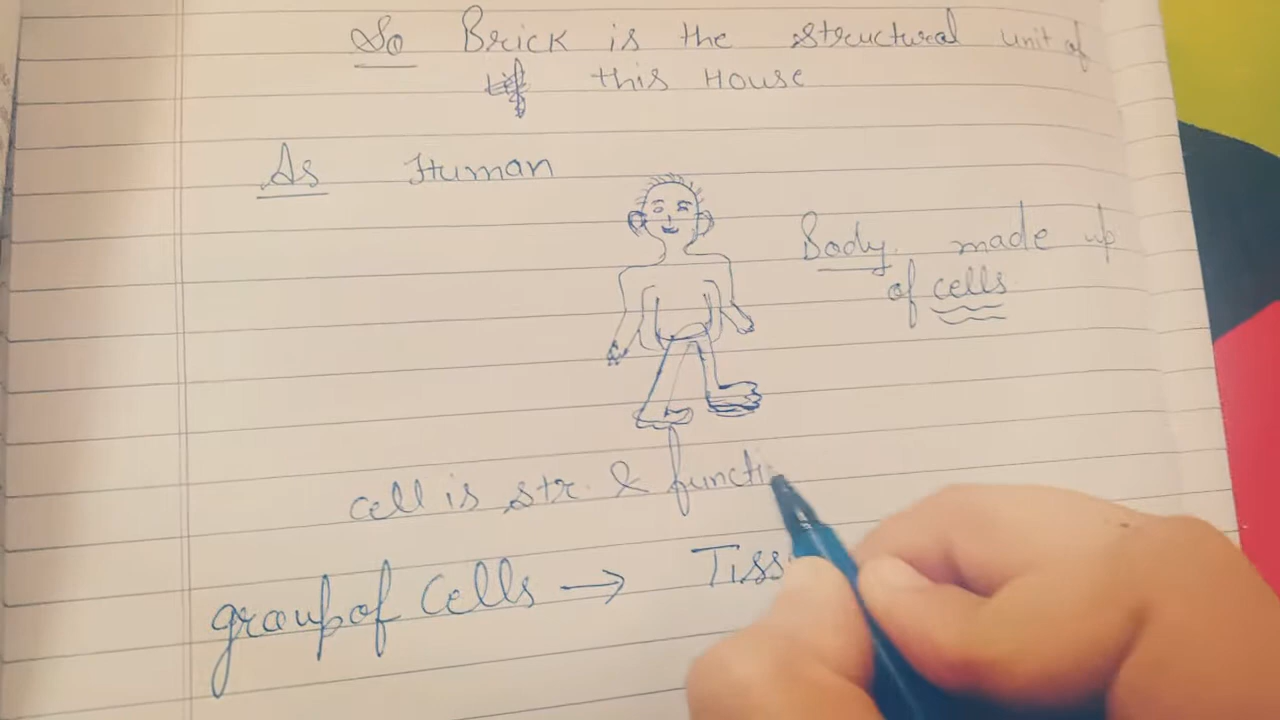 So Brick is the structural unit of
this House
As Human
Body made up
of cells
cell is str. & functi
group of cells → Tiss